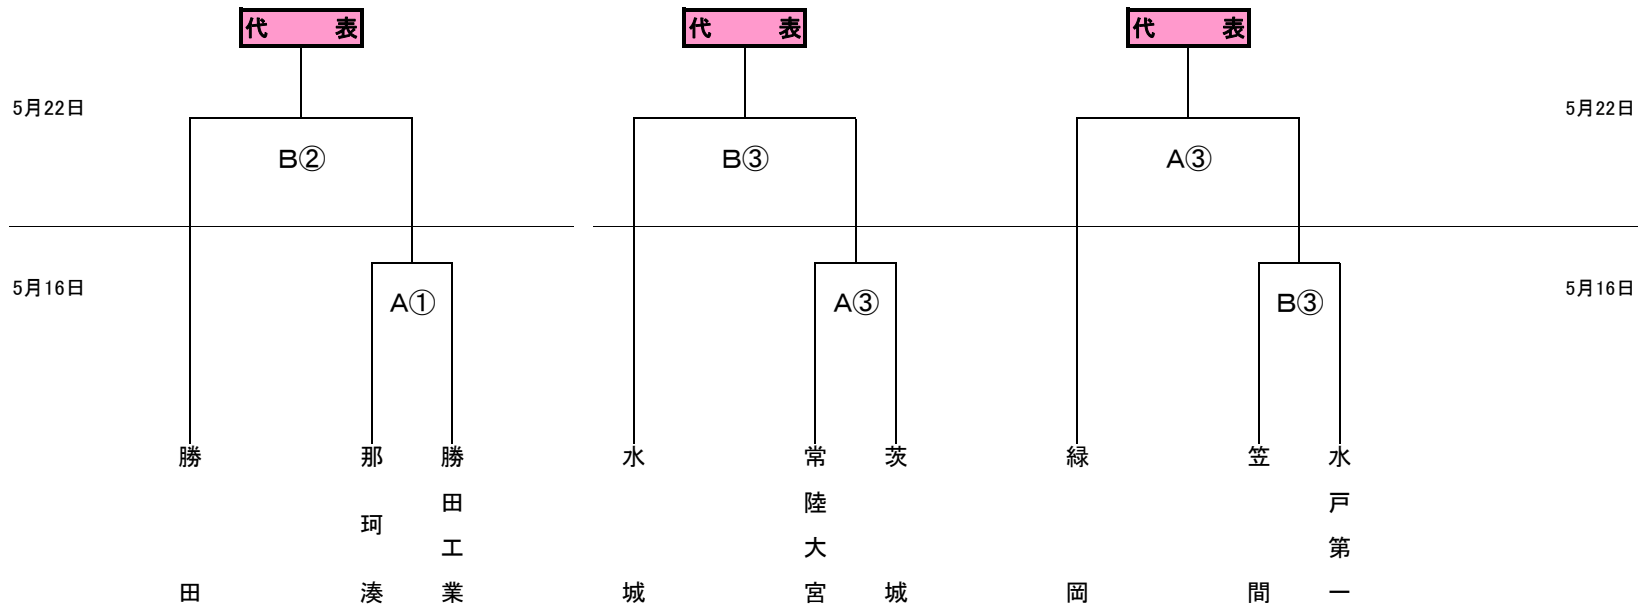 代　表
代　表
代　表
5月22日
5月22日
B②
B③
A③
5月16日
5月16日
A①
A③
B③
勝田
那珂湊
勝田工業
水城
常陸大宮
茨城
緑岡
笠間
水戸第一